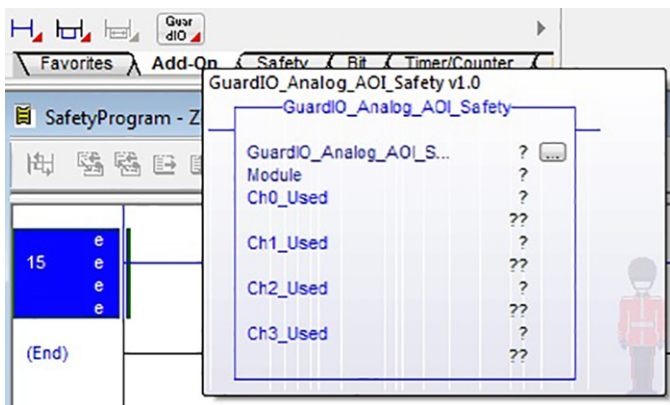 Guar
dIO
Favorites Add-On Safety Bit Timer/Counter
GuardIO_Analog_AOI_Safety v1.0
GuardIO_Analog_AOI_Safety
SafetyProgram - Z
GuardIO_Analog_AOI_S... ? ...
Module ?
Ch0_Used ?
??
Ch1_Used ?
??
Ch2_Used ?
??
Ch3_Used ?
??
15
e
e
e
e
(End)